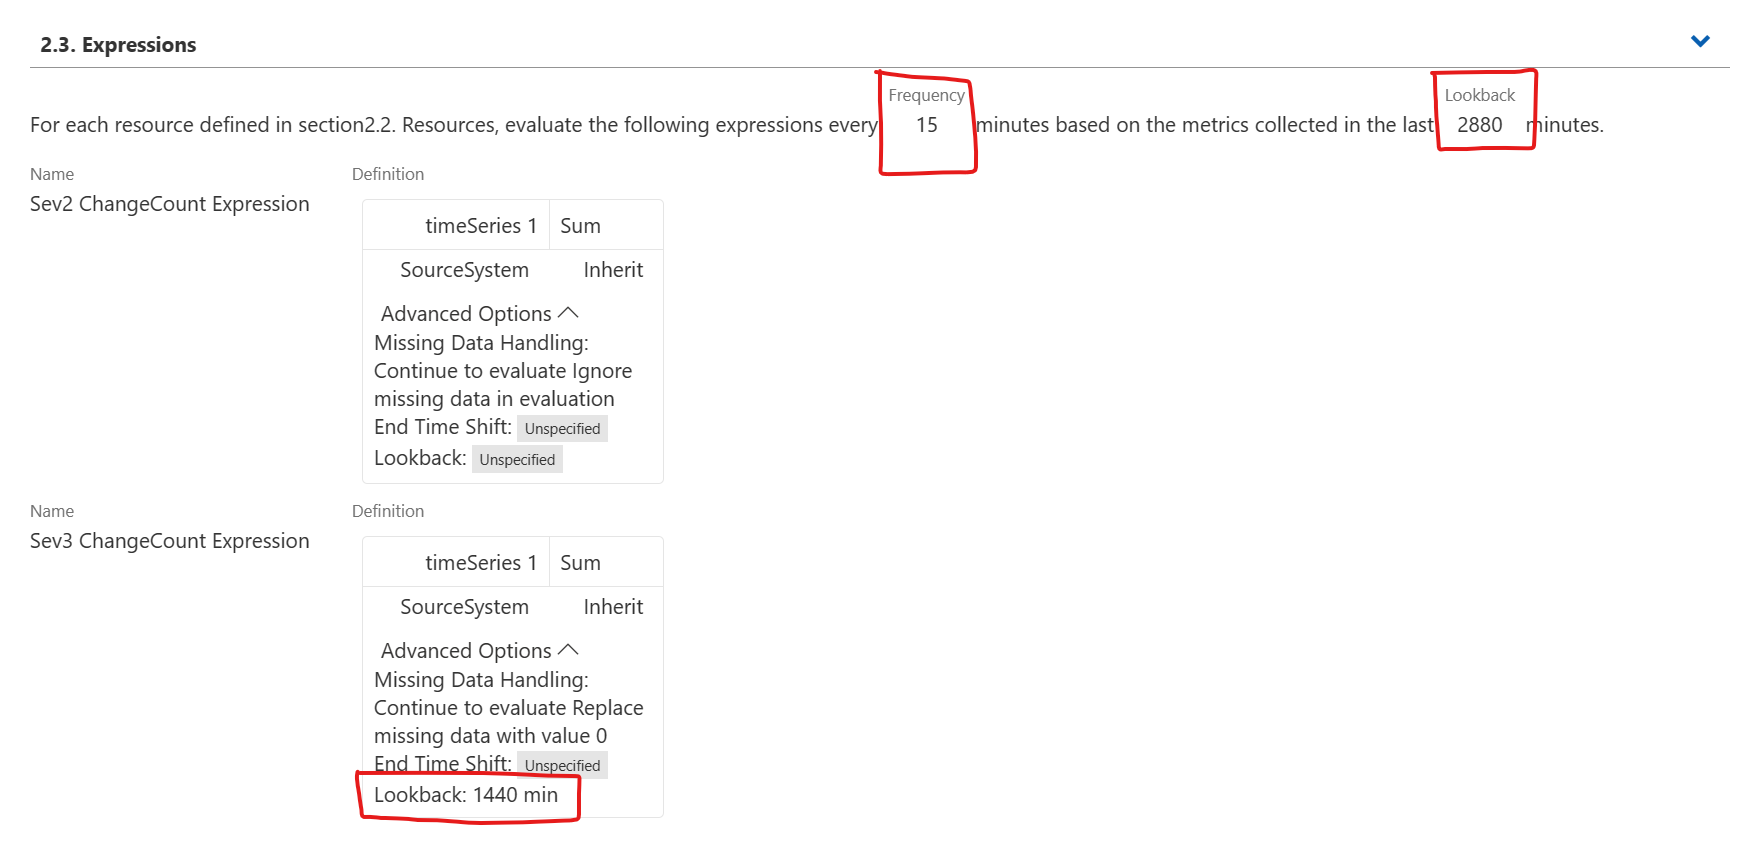 2.3. Expressions
Frequency
Lookback
For each resource defined in section2.2. Resources, evaluate the following expressions every 15 minutes based on the metrics collected in the last 2880 minutes.
Name
Definition
Sev2 ChangeCount Expression
timeSeries 1 Sum
SourceSystem Inherit
Advanced Options
Missing Data Handling:
Continue to evaluate Ignore
missing data in evaluation
End Time Shift: Unspecified
Lookback: Unspecified
Name
Definition
Sev3 ChangeCount Expression
timeSeries 1 Sum
SourceSystem Inherit
Advanced Options
Missing Data Handling:
Continue to evaluate Replace
missing data with value 0
End Time Shift: Unspecified
Lookback: 1440 min